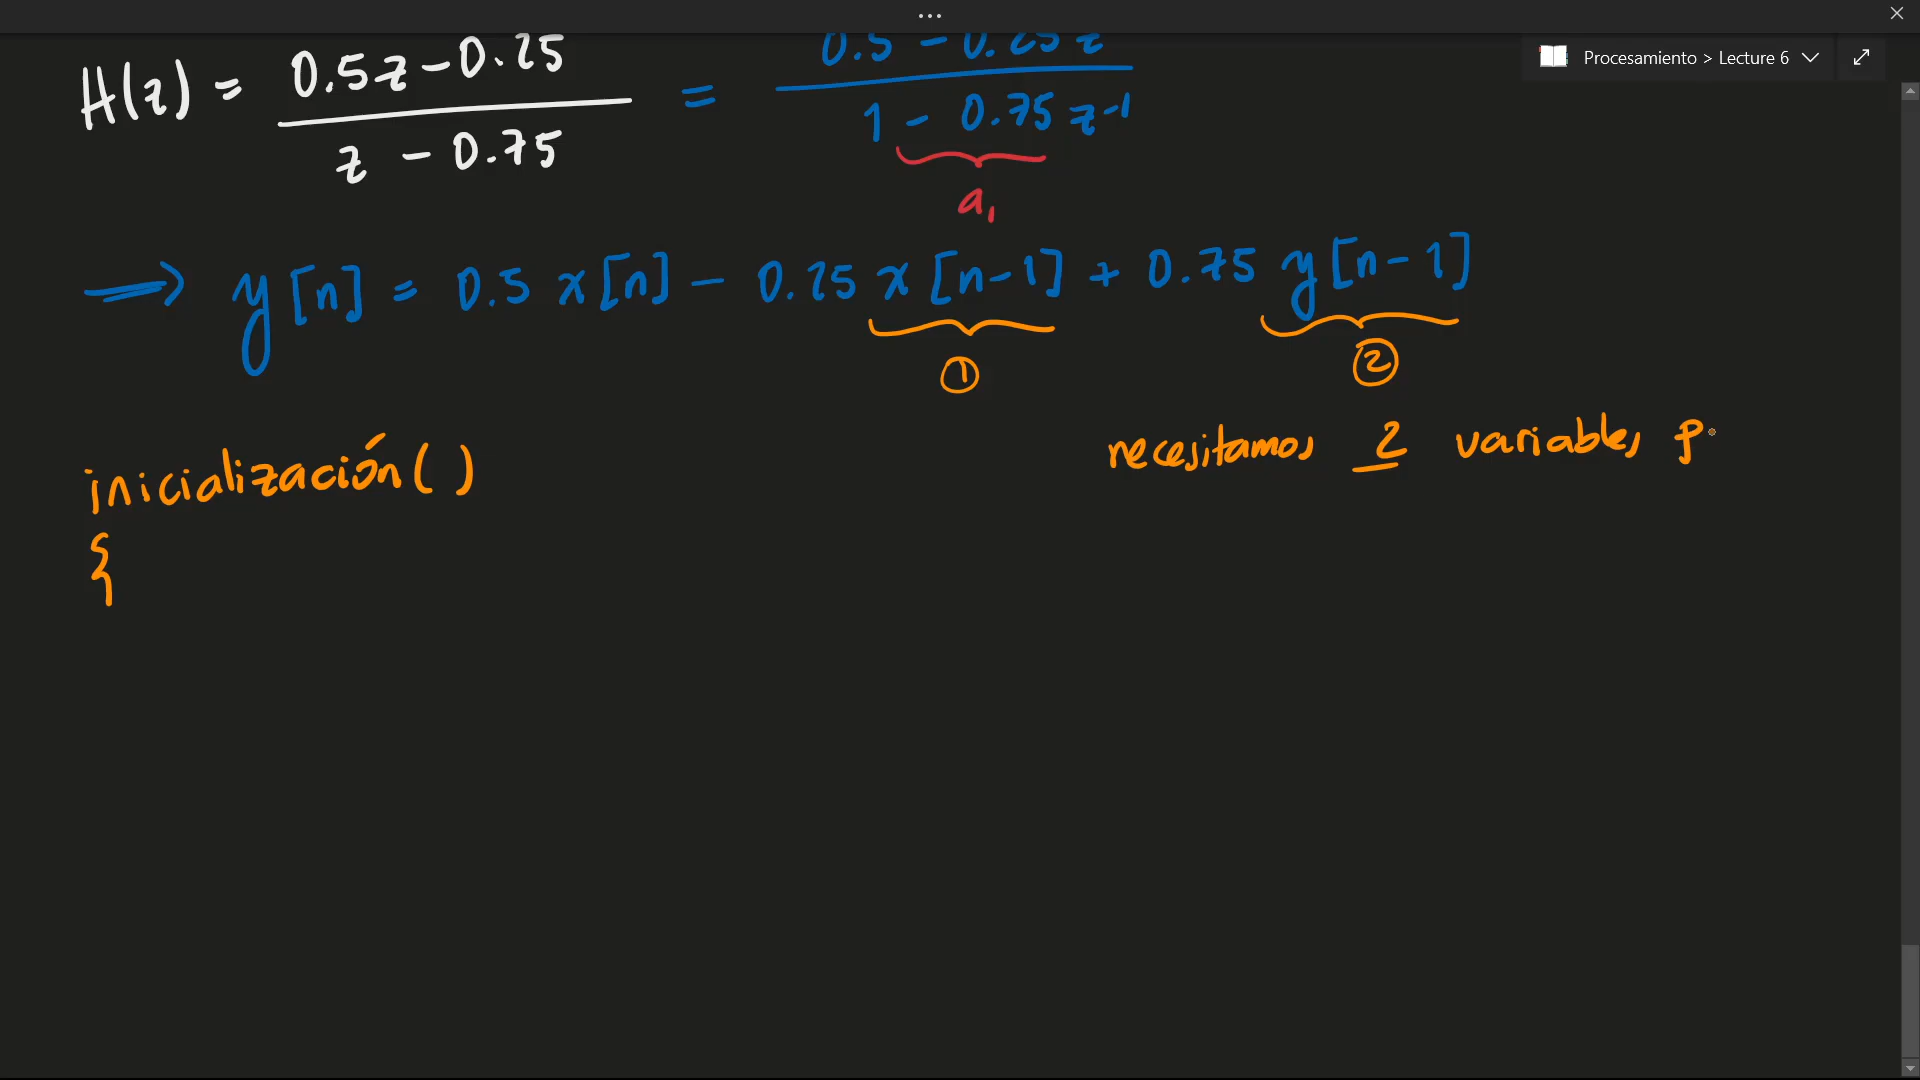 Procesamiento > Lecture 6
H(z) = 0.5z - 0.25 / z - 0.75 = 0.5 - 0.25 z / 1 - 0.75 z-1
a₁
⟹ y[n] = 0.5 x[n] - 0.25 x[n-1] + 0.75 y[n-1]
① ②
inicialización( ) necesitamos 2 variables p
{